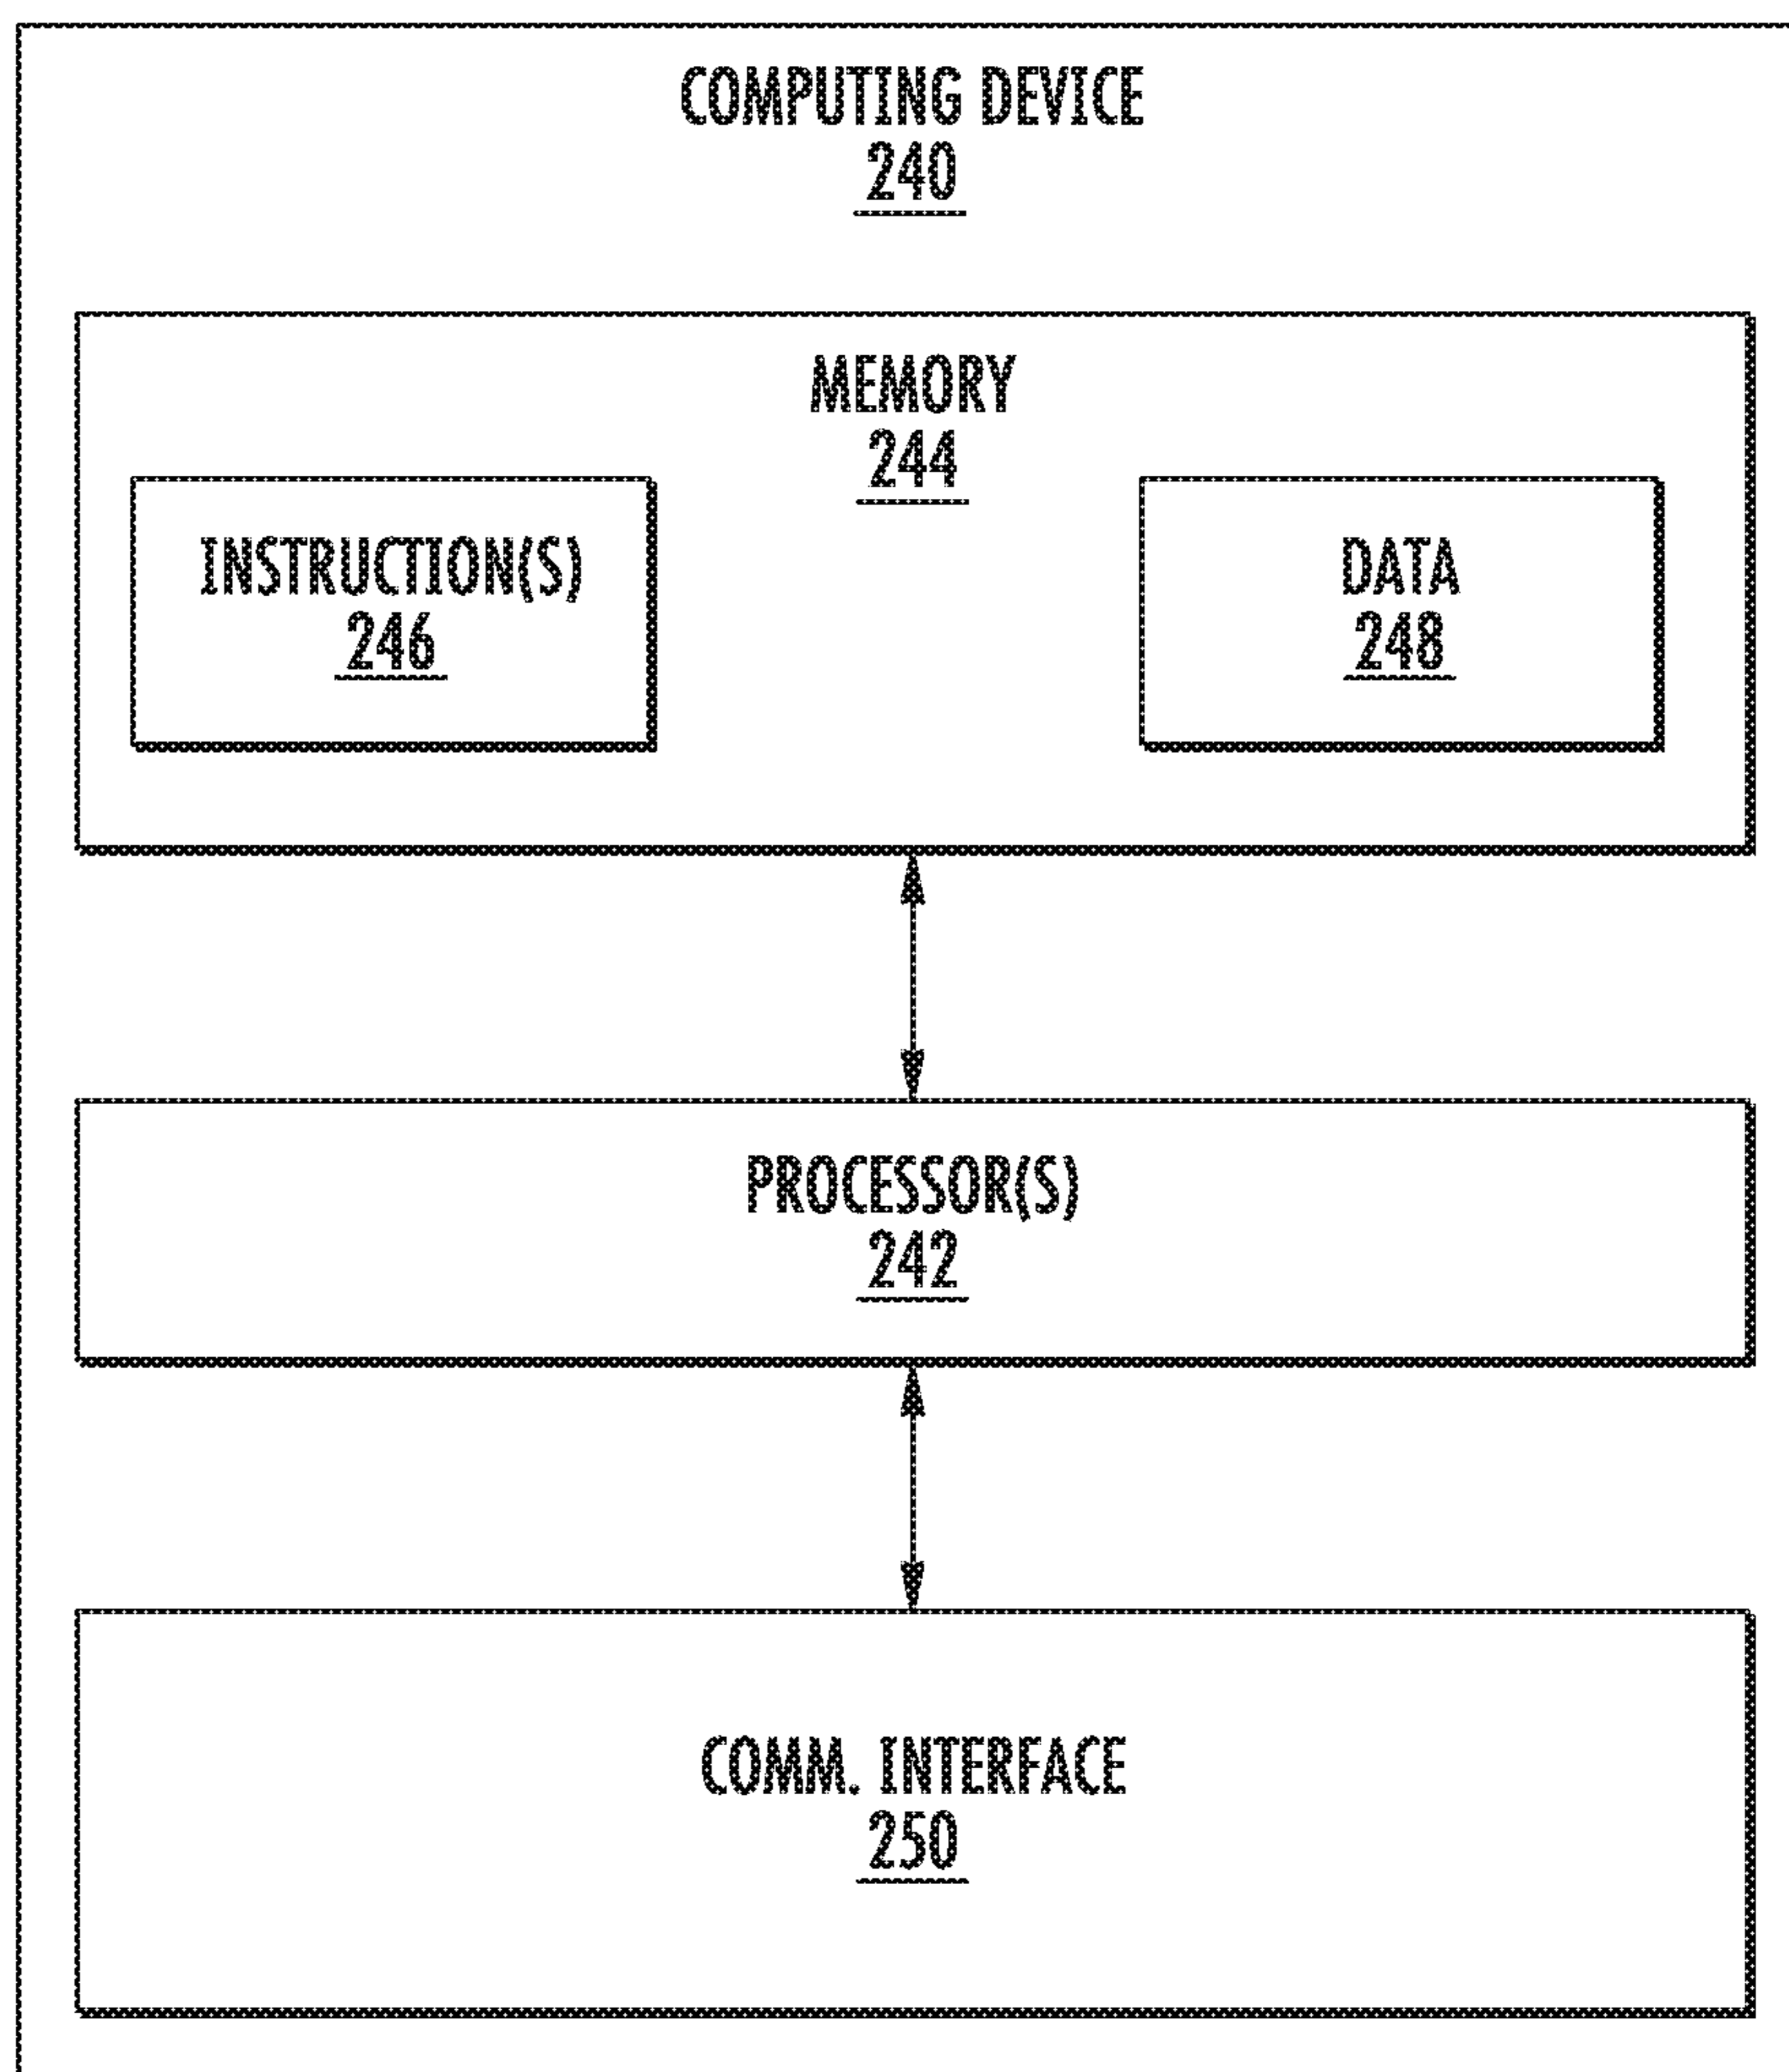 COMPUTING DEVICE
240
MEMORY
244
INSTRUCTION(S)
246
DATA
248
PROCESSOR(S)
242
COMM. INTERFACE
250